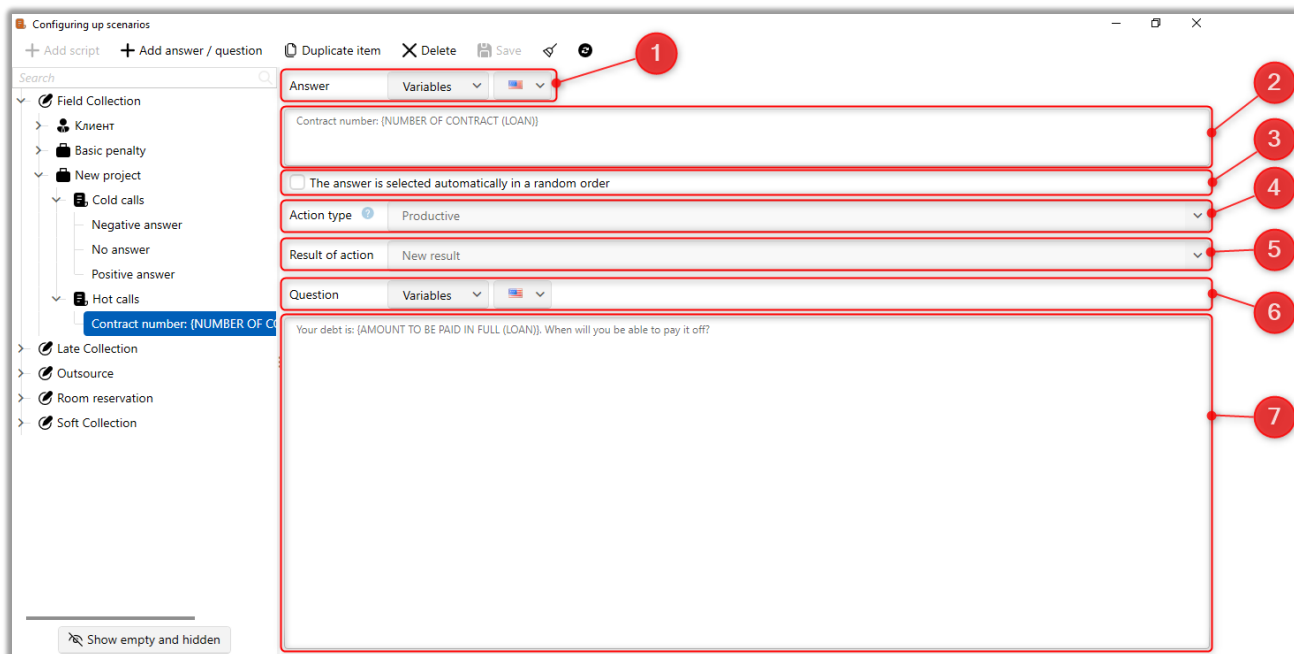 Configuring up scenarios
Add script Add answer / question Duplicate item Delete Save
1
Search
Answer Variables
2
Field Collection
Contract number: {NUMBER OF CONTRACT (LOAN)}
Клиент
3
Basic penalty
New project
The answer is selected automatically in a random order
4
Cold calls
Action type ? Productive
Negative answer
No answer
Result of action New result
5
Positive answer
Hot calls
Question Variables
6
Contract number: {NUMBER OF CO
Your debt is: {AMOUNT TO BE PAID IN FULL (LOAN)}. When will you be able to pay it off?
Late Collection
Outsource
Room reservation
Soft Collection
7
Show empty and hidden